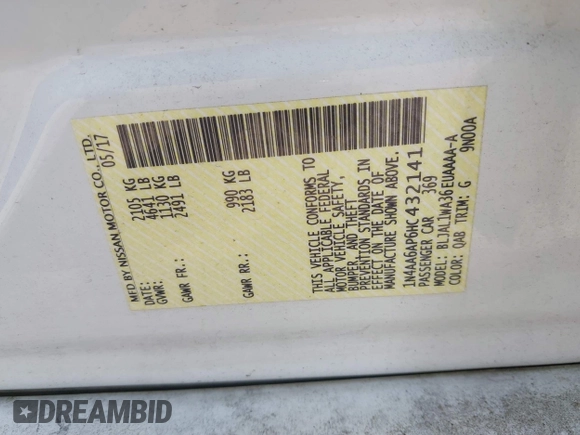 MFD BY NISSAN MOTOR CO., LTD.
DATE: 05/17
GVWR: 2105 KG
4641 LB
GAWR FR: 1130 KG
2491 LB
GAWR RR: 990 KG
2183 LB
THIS VEHICLE CONFORMS TO
ALL APPLICABLE FEDERAL
MOTOR VEHICLE SAFETY,
BUMPER, AND THEFT
PREVENTION STANDARDS IN
EFFECT ON THE DATE OF
MANUFACTURE SHOWN ABOVE.
1N4AA6AP6HC432141
PASSENGER CAR 369
MODEL: BLJALLWA36EUAAAA-A
COLOR: QAB TRIM: G 9N00A
DREAMBID